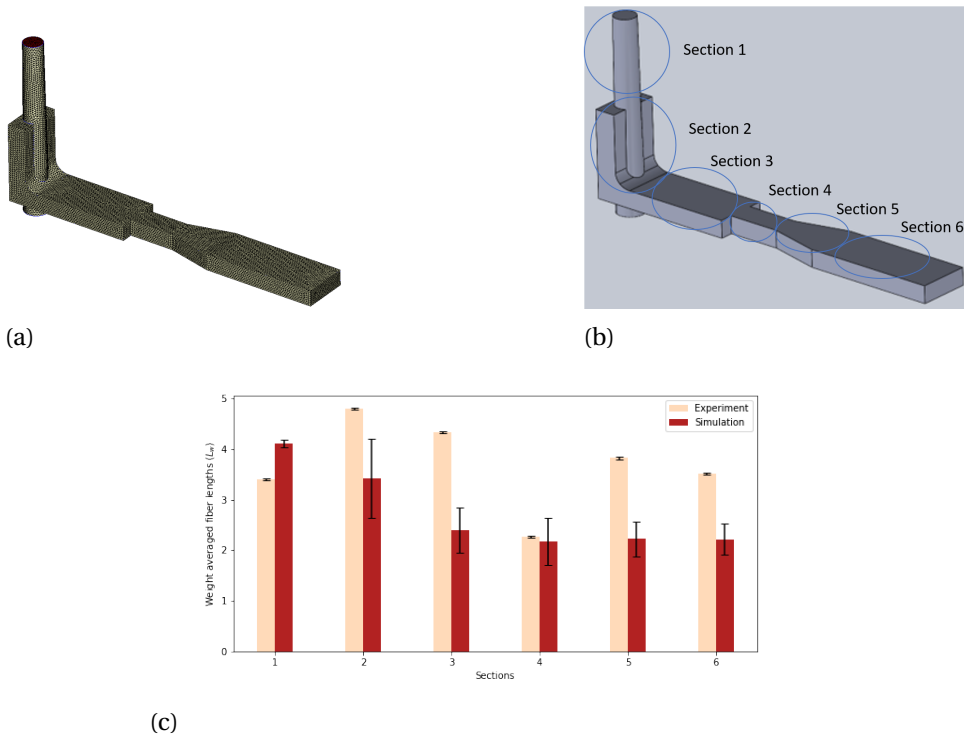 Section 1
Section 2
Section 3
Section 4
Section 5
Section 6
(a)
(b)
5
4
3
2
1
0
Weight averaged fiber lengths (L_w)
Experiment
Simulation
1 2 3 4 5 6
Sections
(c)